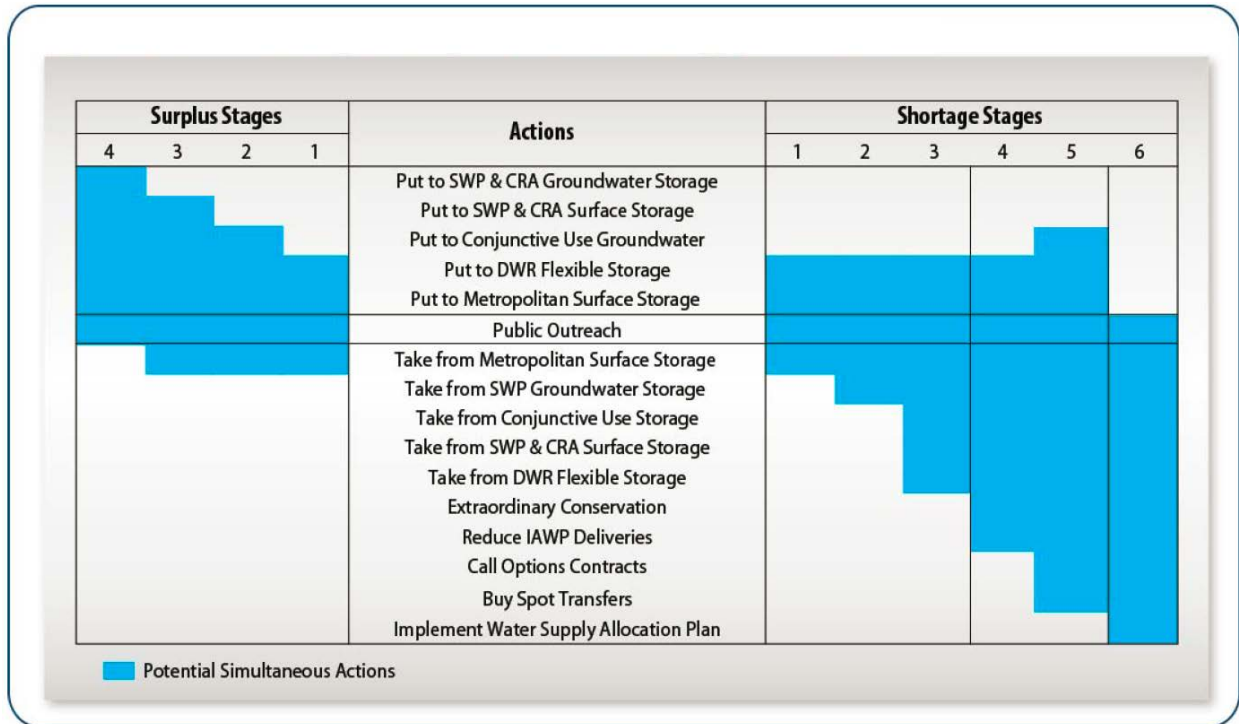 Surplus Stages
Actions
Shortage Stages
4 3 2 1
1 2 3 4 5 6
Put to SWP & CRA Groundwater Storage
Put to SWP & CRA Surface Storage
Put to Conjunctive Use Groundwater
Put to DWR Flexible Storage
Put to Metropolitan Surface Storage
Public Outreach
Take from Metropolitan Surface Storage
Take from SWP Groundwater Storage
Take from Conjunctive Use Storage
Take from SWP & CRA Surface Storage
Take from DWR Flexible Storage
Extraordinary Conservation
Reduce IAWP Deliveries
Call Options Contracts
Buy Spot Transfers
Implement Water Supply Allocation Plan
Potential Simultaneous Actions